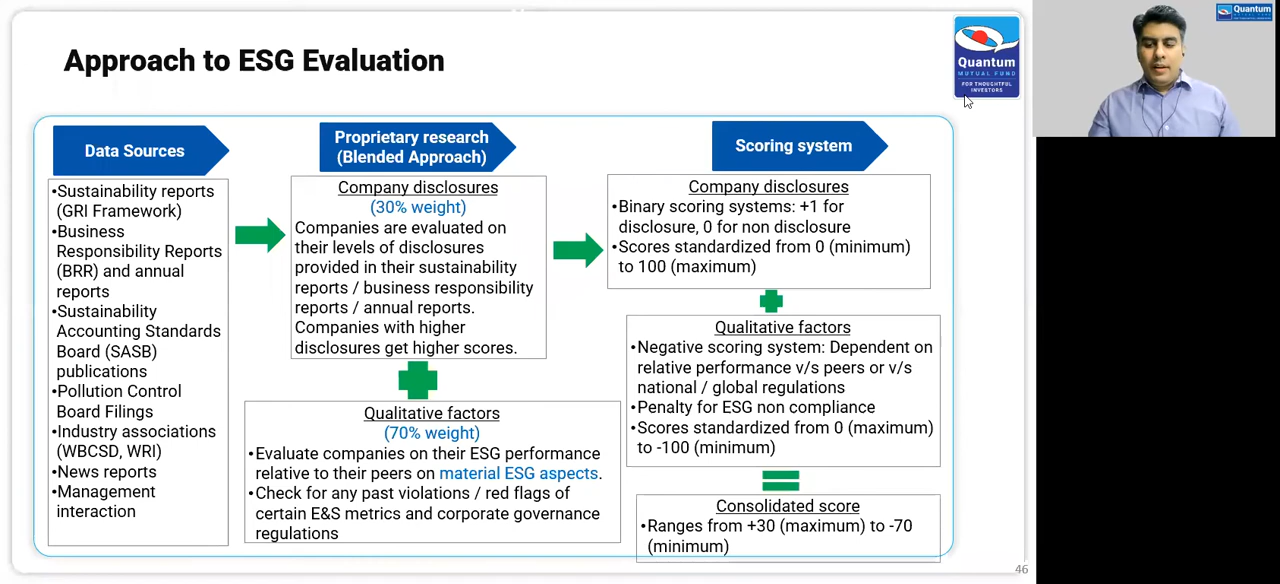 Approach to ESG Evaluation
Quantum
MUTUAL FUND
FOR THOUGHTFUL
INVESTORS
Quantum
Data Sources
•Sustainability reports
(GRI Framework)
•Business
Responsibility Reports
(BRR) and annual
reports
•Sustainability
Accounting Standards
Board (SASB)
publications
•Pollution Control
Board Filings
•Industry associations
(WBCSD, WRI)
•News reports
•Management
interaction
Proprietary research
(Blended Approach)
Company disclosures
(30% weight)
Companies are evaluated on
their levels of disclosures
provided in their sustainability
reports / business responsibility
reports / annual reports.
Companies with higher
disclosures get higher scores.
Qualitative factors
(70% weight)
•Evaluate companies on their ESG performance
relative to their peers on material ESG aspects.
•Check for any past violations / red flags of
certain E&S metrics and corporate governance
regulations
Scoring system
Company disclosures
•Binary scoring systems: +1 for
disclosure, 0 for non disclosure
•Scores standardized from 0 (minimum)
to 100 (maximum)
Qualitative factors
•Negative scoring system: Dependent on
relative performance v/s peers or v/s
national / global regulations
•Penalty for ESG non compliance
•Scores standardized from 0 (maximum)
to -100 (minimum)
Consolidated score
•Ranges from +30 (maximum) to -70
(minimum)
46